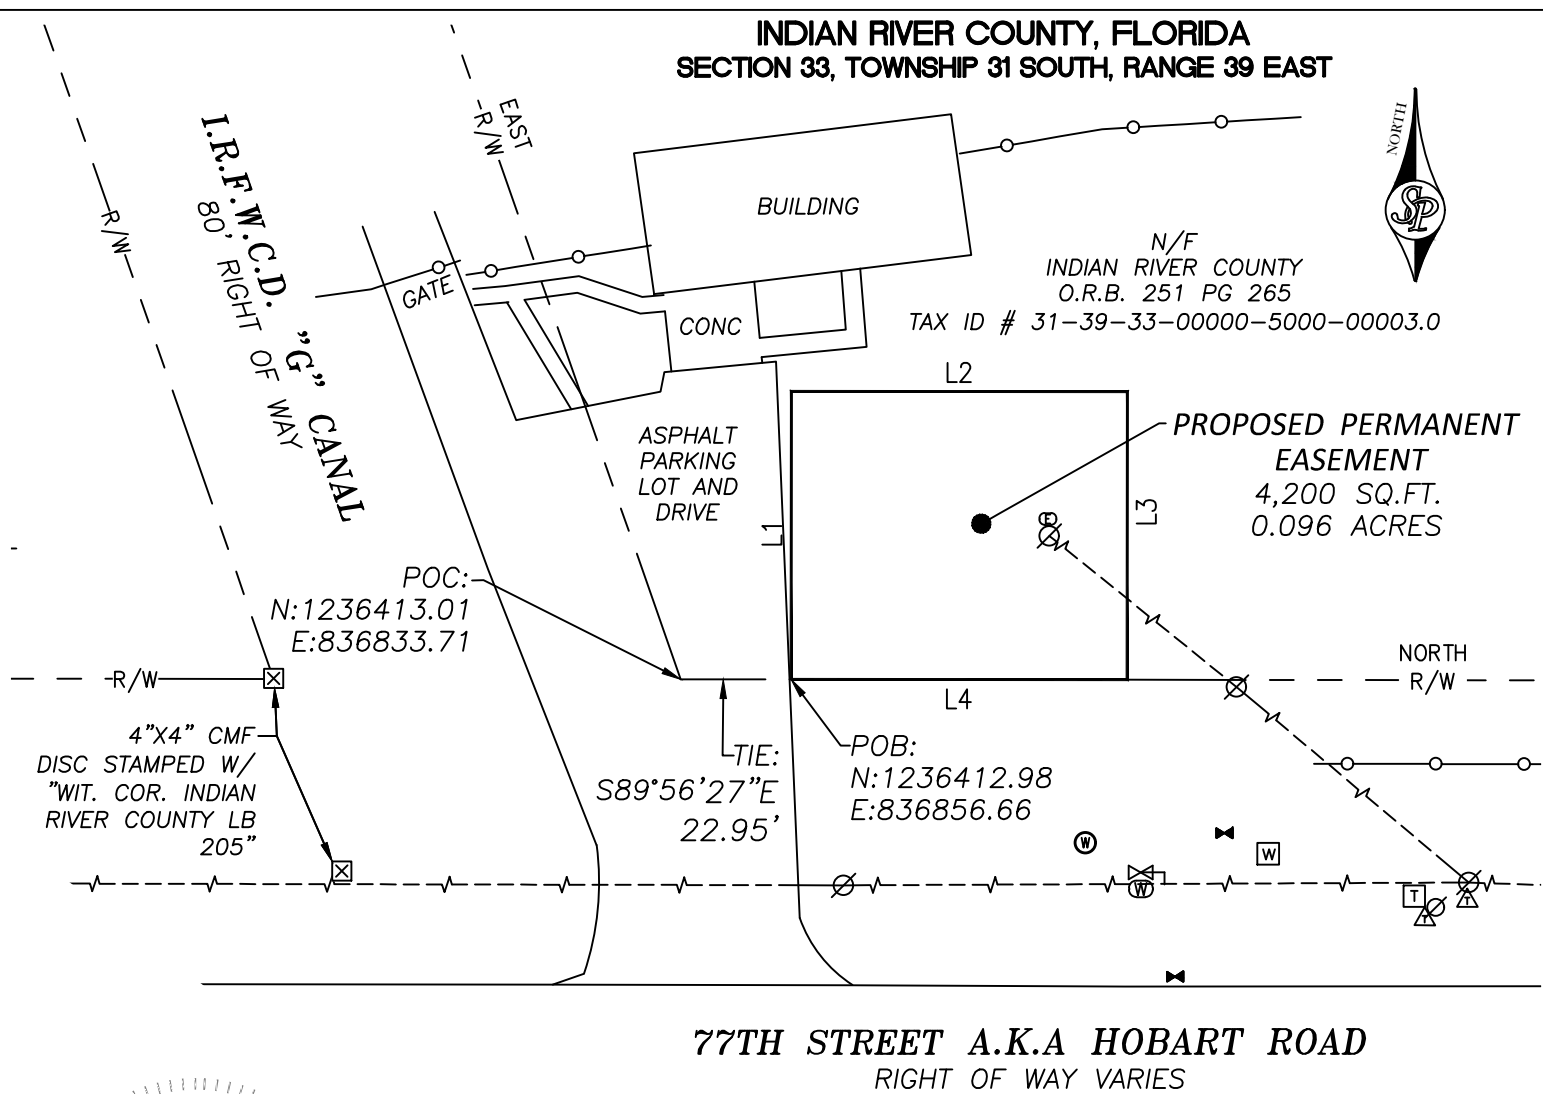 INDIAN RIVER COUNTY, FLORIDA
SECTION 33, TOWNSHIP 31 SOUTH, RANGE 39 EAST
NORTH
SP
EAST
R/W
R/W
I.R.F.W.C.D. "G" CANAL
80' RIGHT OF WAY
GATE
BUILDING
CONC
N/F
INDIAN RIVER COUNTY
O.R.B. 251 PG 265
TAX ID # 31-39-33-00000-5000-00003.0
L2
ASPHALT
PARKING
LOT AND
DRIVE
L1
L3
E
PROPOSED PERMANENT
EASEMENT
4,200 SQ.FT.
0.096 ACRES
POC:
N:1236413.01
E:836833.71
R/W
L4
NORTH
R/W
4"X4" CMF
DISC STAMPED W/
"WIT. COR. INDIAN
RIVER COUNTY LB
205"
TIE:
S89°56'27"E
22.95'
POB:
N:1236412.98
E:836856.66
W
W
W
T
T
T
77TH STREET A.K.A HOBART ROAD
RIGHT OF WAY VARIES